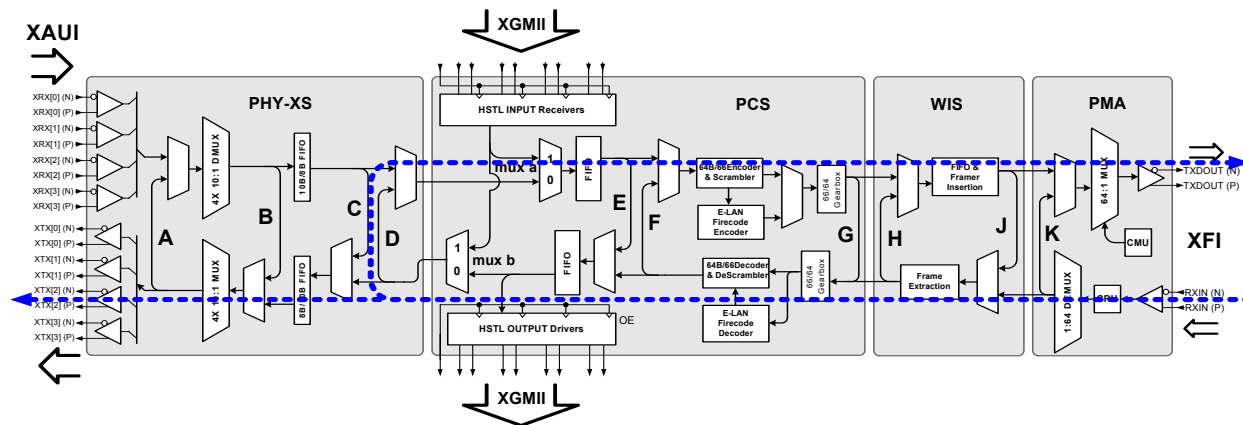 XGMII
XAUI
PHY-XS
PCS
WIS
PMA
XRX[0] (N)
XRX[0] (P)
XRX[1] (N)
XRX[1] (P)
XRX[2] (N)
XRX[2] (P)
XRX[3] (N)
XRX[3] (P)
HSTL INPUT Receivers
4X 10:1 DMUX
10B/8B FIFO
mux a
1
0
FIFO
64B/66Encoder
& Scrambler
E-LAN
Firecode
Encoder
66/64
Gearbox
FIFO &
Framer
Insertion
64:1 MUX
TXDOUT (N)
TXDOUT (P)
CMU
XFI
A
B
C
D
E
F
G
H
J
K
XTX[0] (N)
XTX[0] (P)
XTX[1] (N)
XTX[1] (P)
XTX[2] (N)
XTX[2] (P)
XTX[3] (N)
XTX[3] (P)
4X 10:1 MUX
8B/10B FIFO
1
0
mux b
FIFO
64B/66Decoder
& DeScrambler
E-LAN
Firecode
Decoder
66/64
Gearbox
Frame
Extraction
1:64 DEMUX
CRU
RXIN (N)
RXIN (P)
HSTL OUTPUT Drivers
OE
XGMII